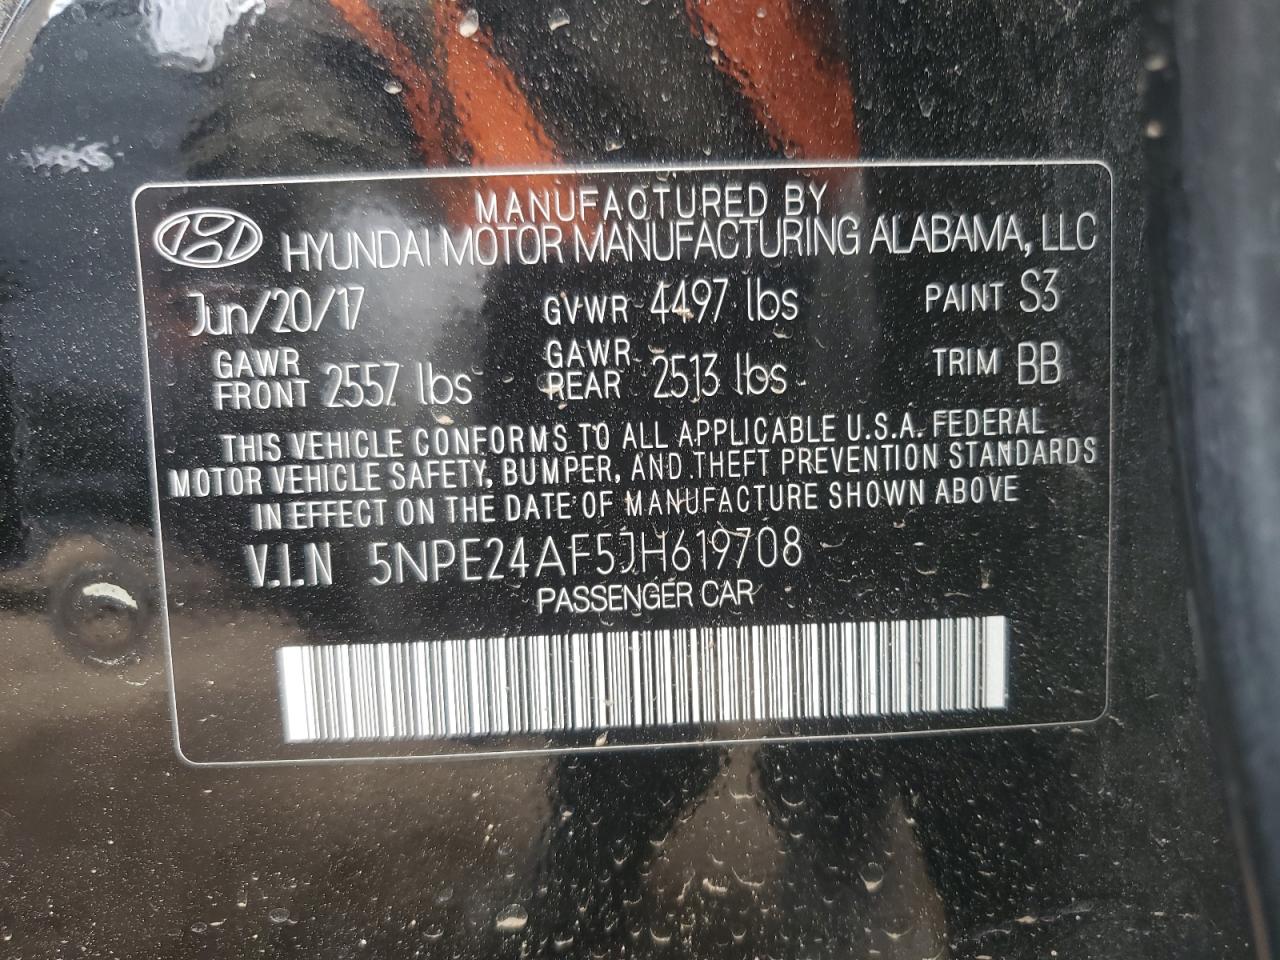 MANUFACTURED BY
HYUNDAI MOTOR MANUFACTURING ALABAMA, LLC
Jun/20/17 GVWR 4497 lbs PAINT S3
GAWR FRONT 2557 lbs GAWR REAR 2513 lbs TRIM BB
THIS VEHICLE CONFORMS TO ALL APPLICABLE U.S.A. FEDERAL
MOTOR VEHICLE SAFETY, BUMPER, AND THEFT PREVENTION STANDARDS
IN EFFECT ON THE DATE OF MANUFACTURE SHOWN ABOVE
V.I.N 5NPE24AF5JH619708
PASSENGER CAR